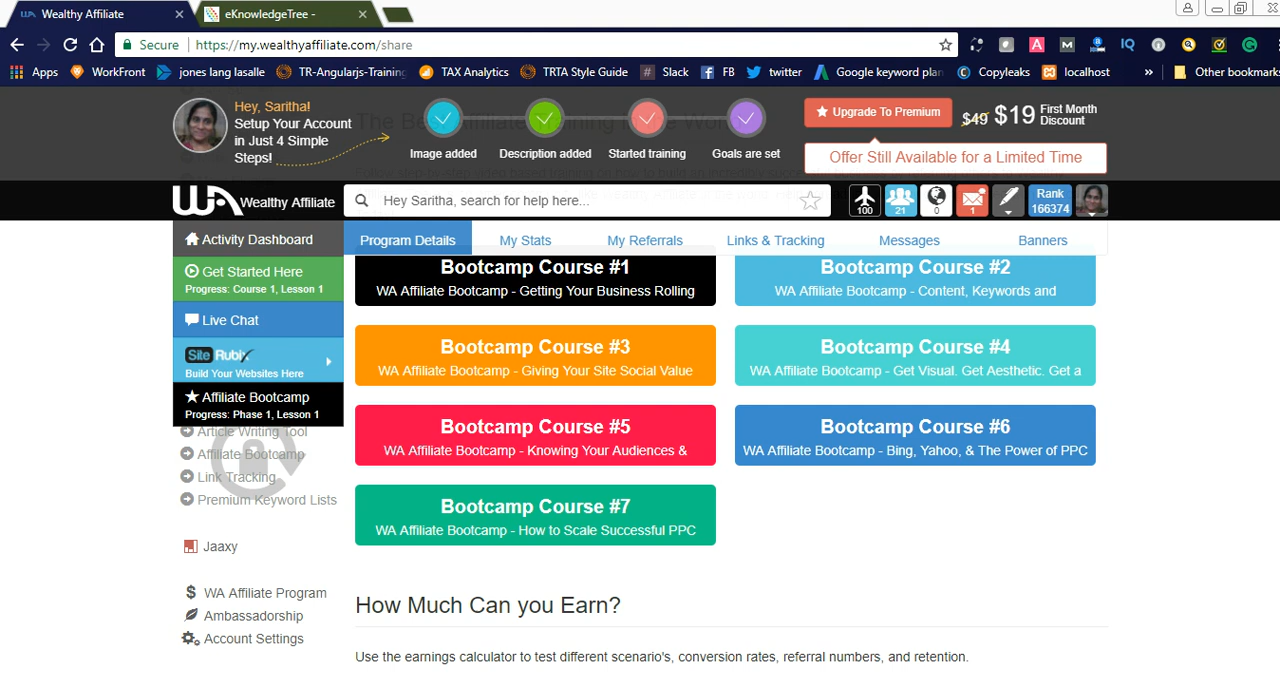 Wealthy Affiliate
eKnowledgeTree -
Secure
https://my.wealthyaffiliate.com/share
IQ
Apps
WorkFront
jones lang lasalle
TR-Angularjs-Training
TAX Analytics
TRTA Style Guide
Slack
FB
twitter
Google keyword plan
Copyleaks
localhost
»
Other bookmarks
Hey, Saritha!
Setup Your Account
in Just 4 Simple
Steps!
Image added
Description added
Started training
Goals are set
Upgrade To Premium
$49 $19 First Month
Discount
Offer Still Available for a Limited Time
WA Wealthy Affiliate
Hey Saritha, search for help here...
100
21
0
1
Rank
166374
Activity Dashboard
Program Details
My Stats
My Referrals
Links & Tracking
Messages
Banners
Get Started Here
Progress: Course 1, Lesson 1
Live Chat
Site Rubix
Build Your Websites Here
Affiliate Bootcamp
Progress: Phase 1, Lesson 1
Article Writing Tool
Affiliate Bootcamp
Link Tracking
Premium Keyword Lists
Jaaxy
WA Affiliate Program
Ambassadorship
Account Settings
Bootcamp Course #1
WA Affiliate Bootcamp - Getting Your Business Rolling
Bootcamp Course #2
WA Affiliate Bootcamp - Content, Keywords and
Bootcamp Course #3
WA Affiliate Bootcamp - Giving Your Site Social Value
Bootcamp Course #4
WA Affiliate Bootcamp - Get Visual. Get Aesthetic. Get a
Bootcamp Course #5
WA Affiliate Bootcamp - Knowing Your Audiences &
Bootcamp Course #6
WA Affiliate Bootcamp - Bing, Yahoo, & The Power of PPC
Bootcamp Course #7
WA Affiliate Bootcamp - How to Scale Successful PPC
How Much Can you Earn?
Use the earnings calculator to test different scenario's, conversion rates, referral numbers, and retention.